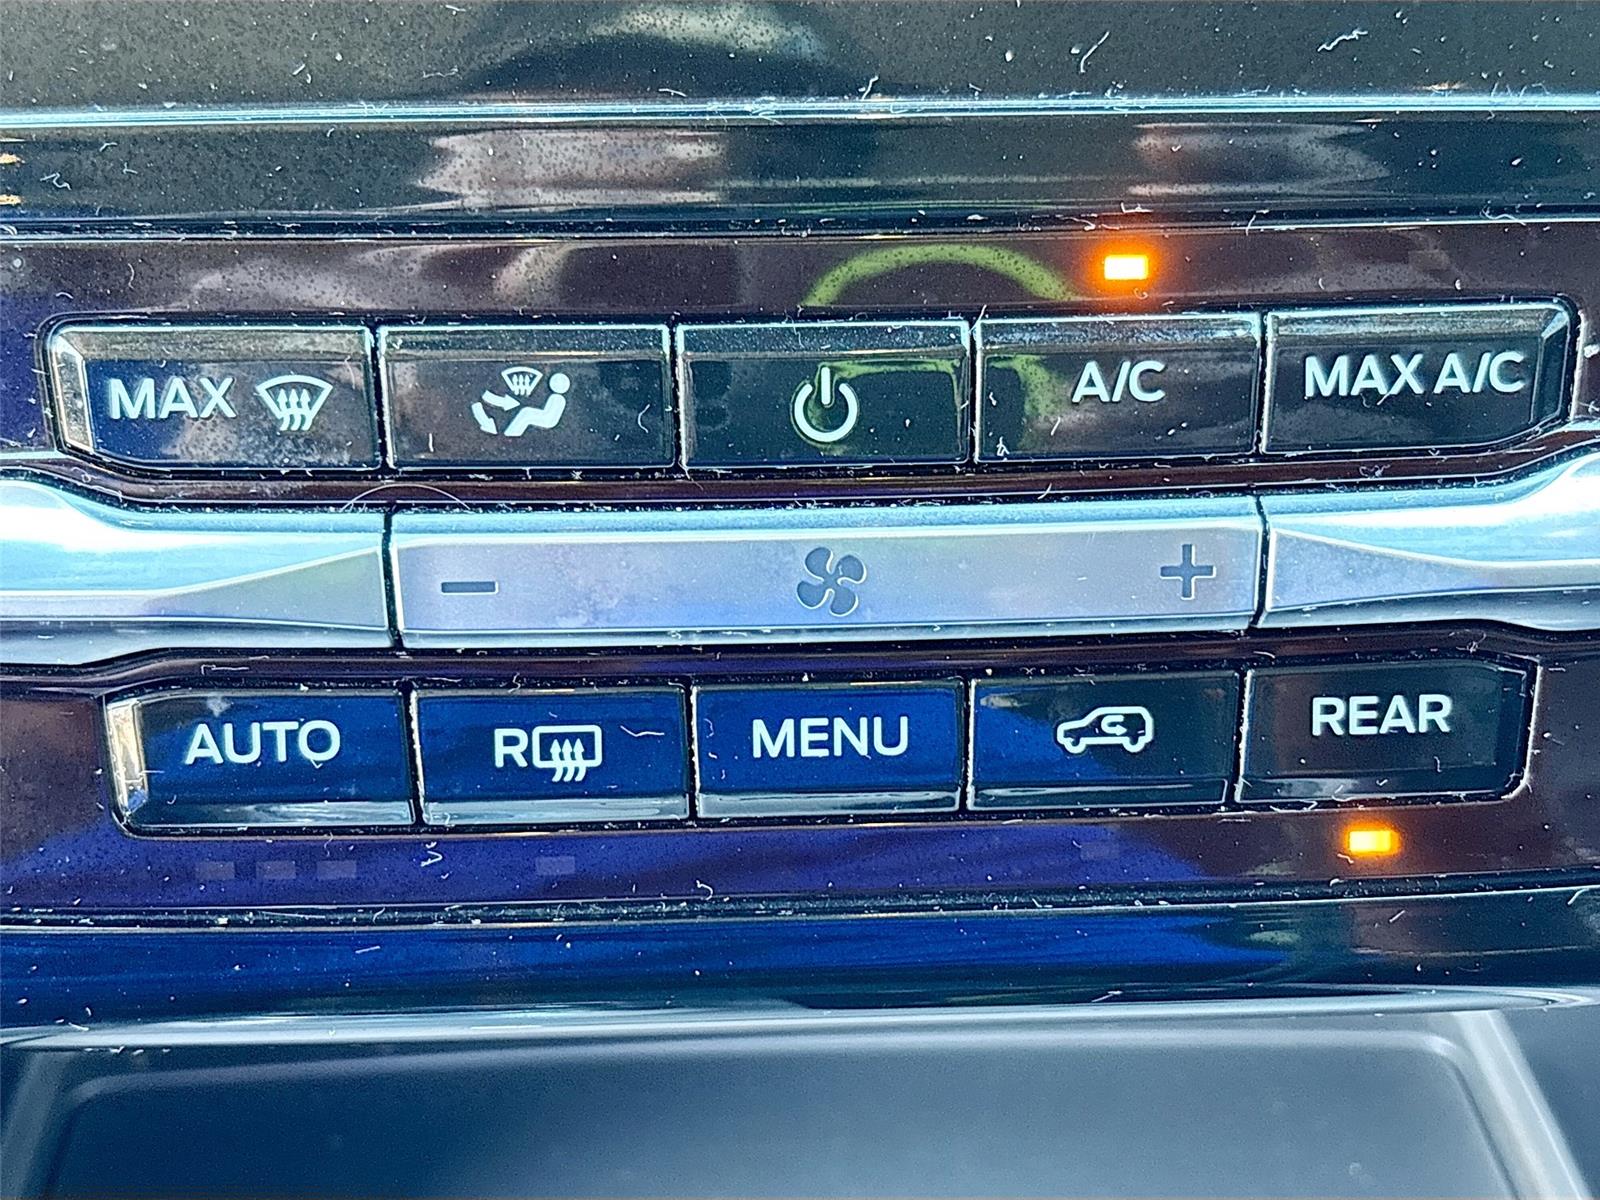 MAX
A/C
MAX A/C
- +
AUTO
R
MENU
REAR